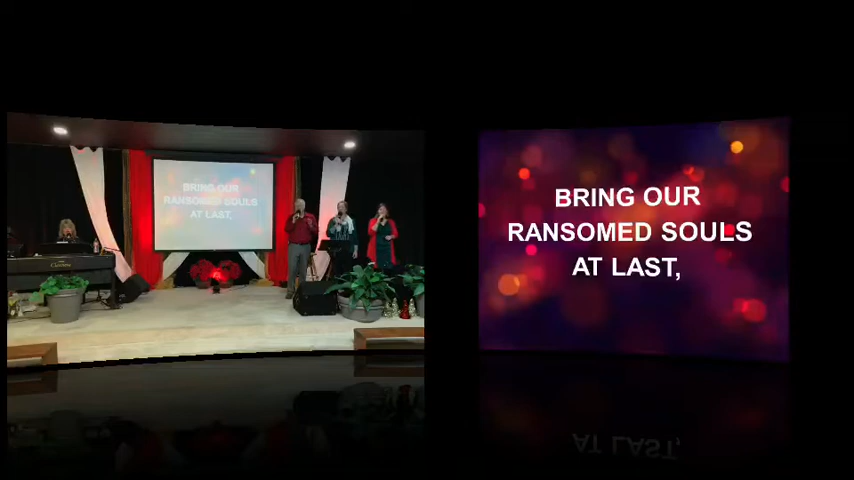 BRING OUR
RANSOMED SOULS
AT LAST,
BRING OUR
RANSOMED SOULS
AT LAST,